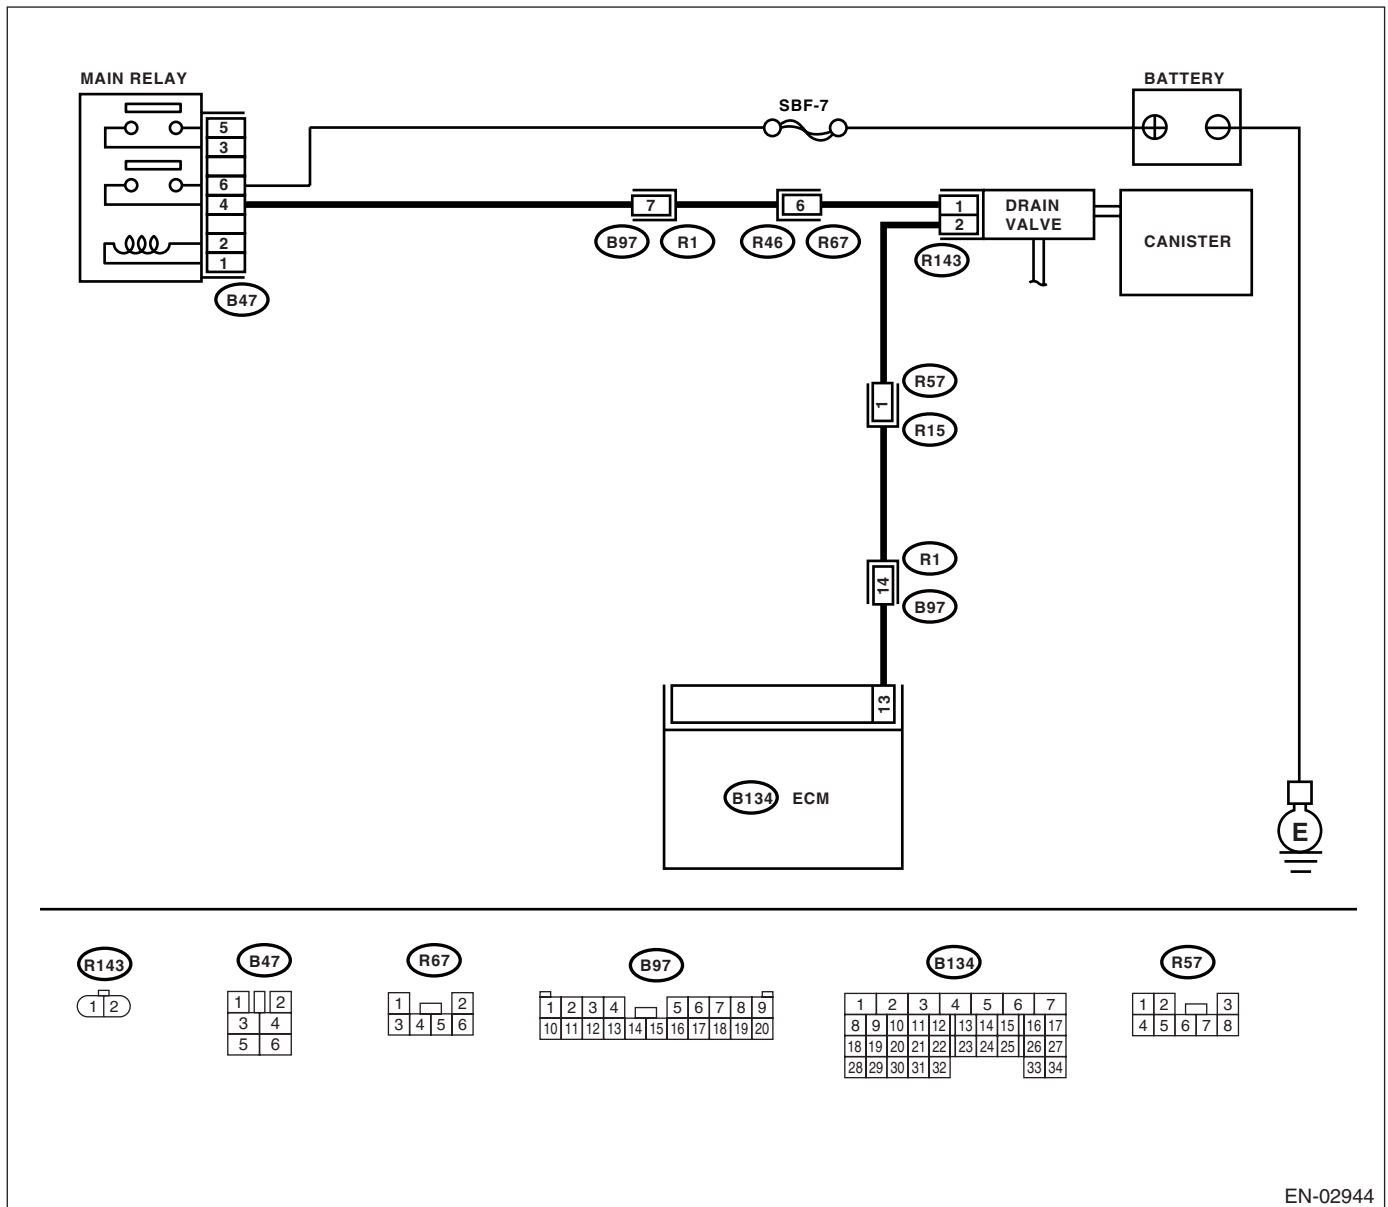 MAIN RELAY
BATTERY
SBF-7
5
3
6
4
2
1
B47
7
B97
R1
6
R46
R67
1
2
R143
DRAIN
VALVE
CANISTER
1
R57
R15
14
R1
B97
13
B134 ECM
E
R143
1 2
B47
1 2
3 4
5 6
R67
1 2
3 4 5 6
B97
1 2 3 4 5 6 7 8 9
10 11 12 13 14 15 16 17 18 19 20
B134
1 2 3 4 5 6 7
8 9 10 11 12 13 14 15 16 17
18 19 20 21 22 23 24 25 26 27
28 29 30 31 32 33 34
R57
1 2 3
4 5 6 7 8
EN-02944